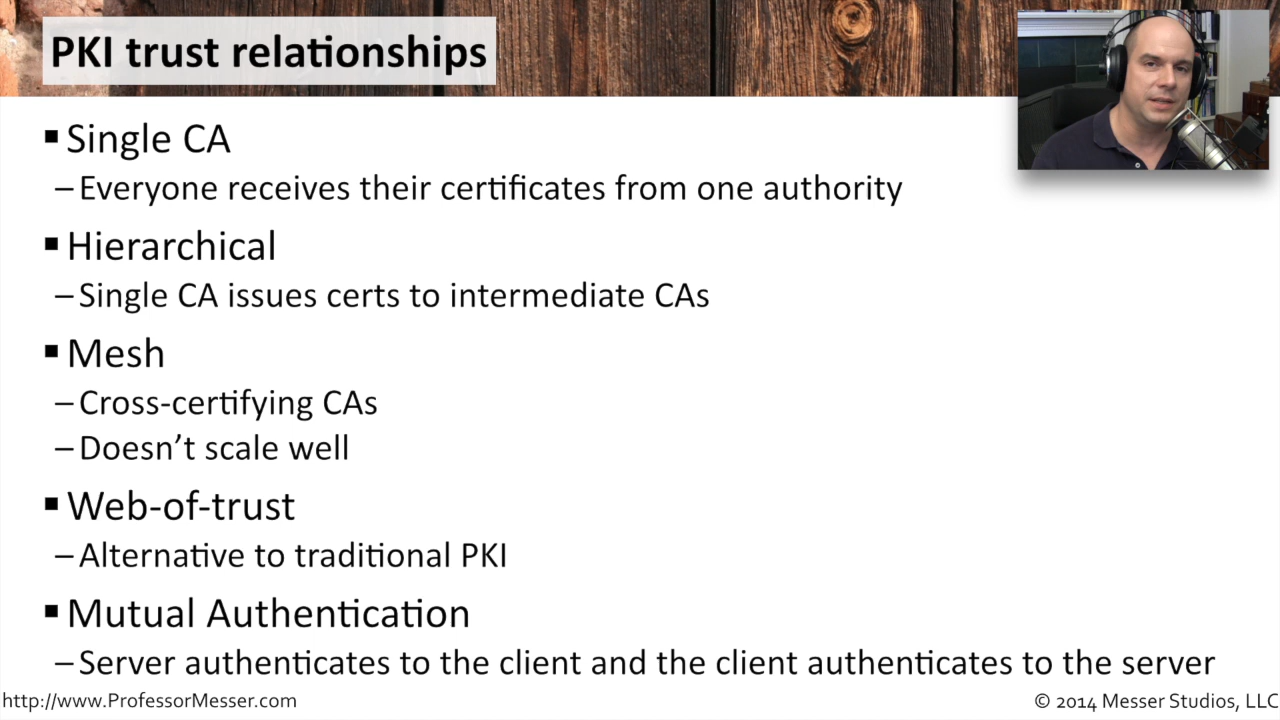 PKI trust relationships
▪ Single CA
– Everyone receives their certificates from one authority
▪ Hierarchical
– Single CA issues certs to intermediate CAs
▪ Mesh
– Cross-certifying CAs
– Doesn’t scale well
▪ Web-of-trust
– Alternative to traditional PKI
▪ Mutual Authentication
– Server authenticates to the client and the client authenticates to the server
http://www.ProfessorMesser.com
© 2014 Messer Studios, LLC